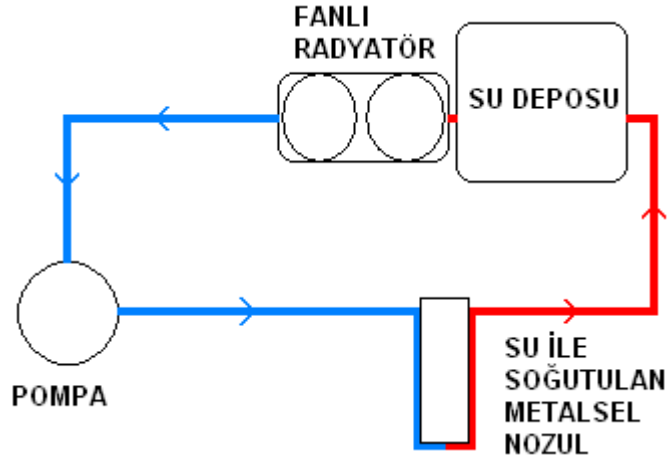 FANLI
RADYATÖR
SU DEPOSU
POMPA
SU İLE
SOĞUTULAN
METALSEL
NOZUL